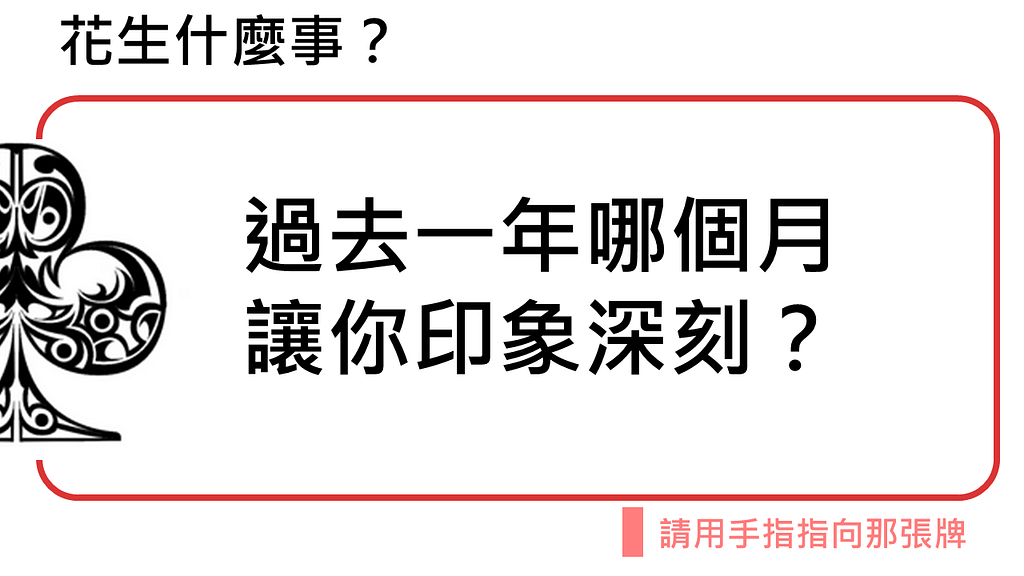 花生什麼事？
過去一年哪個月
讓你印象深刻？
請用手指指向那張牌